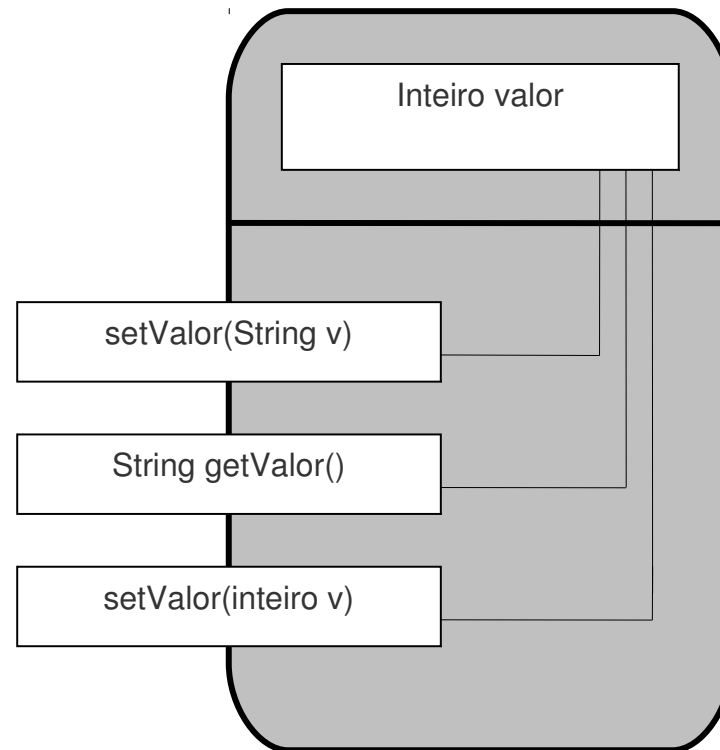 Inteiro valor
setValor(String v)
String getValor()
setValor(inteiro v)